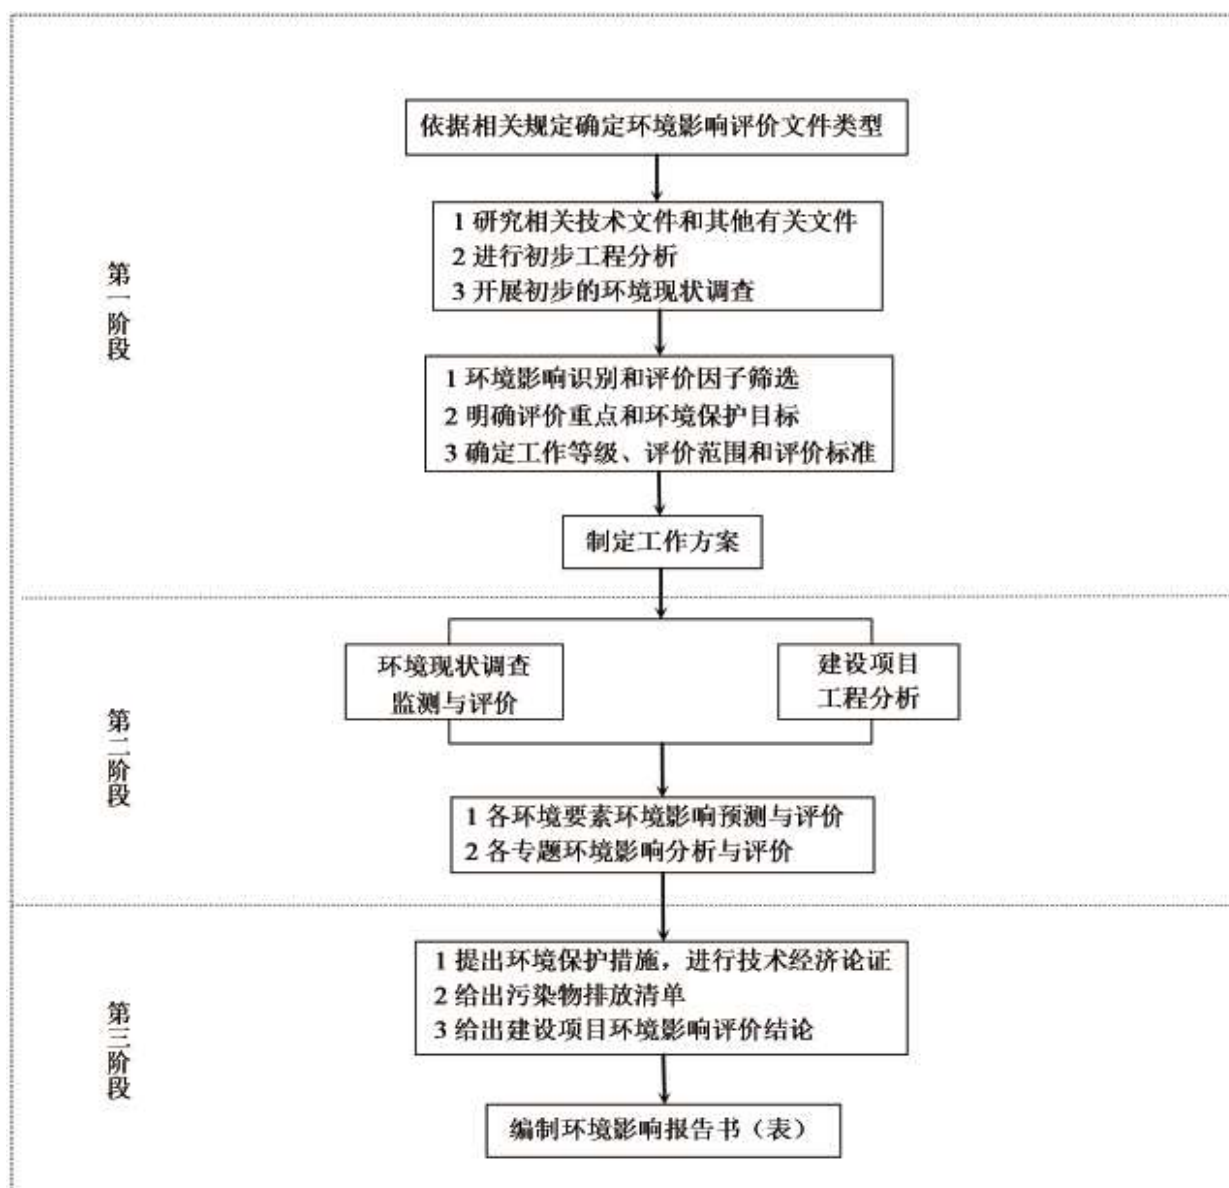 依据相关规定确定环境影响评价文件类型
1 研究相关技术文件和其他有关文件
2 进行初步工程分析
3 开展初步的环境现状调查
第一阶段
1 环境影响识别和评价因子筛选
2 明确评价重点和环境保护目标
3 确定工作等级、评价范围和评价标准
制定工作方案
环境现状调查
监测与评价
建设项目
工程分析
第二阶段
1 各环境要素环境影响预测与评价
2 各专题环境影响分析与评价
1 提出环境保护措施，进行技术经济论证
2 给出污染物排放清单
3 给出建设项目环境影响评价结论
第三阶段
编制环境影响报告书（表）